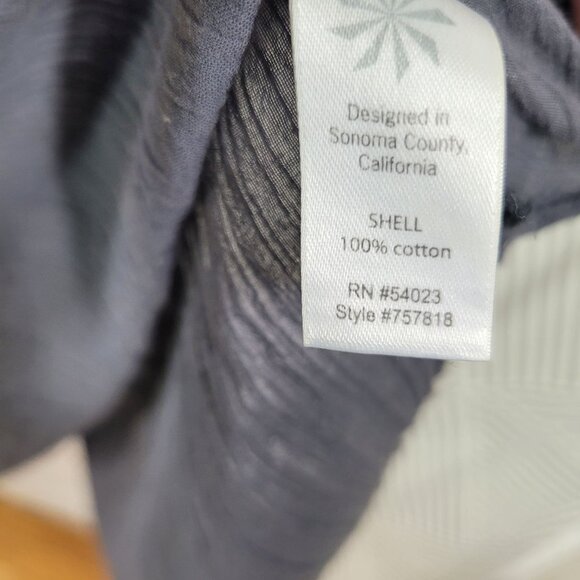 Designed in
Sonoma County,
California
SHELL
100% cotton
RN #54023
Style #757818